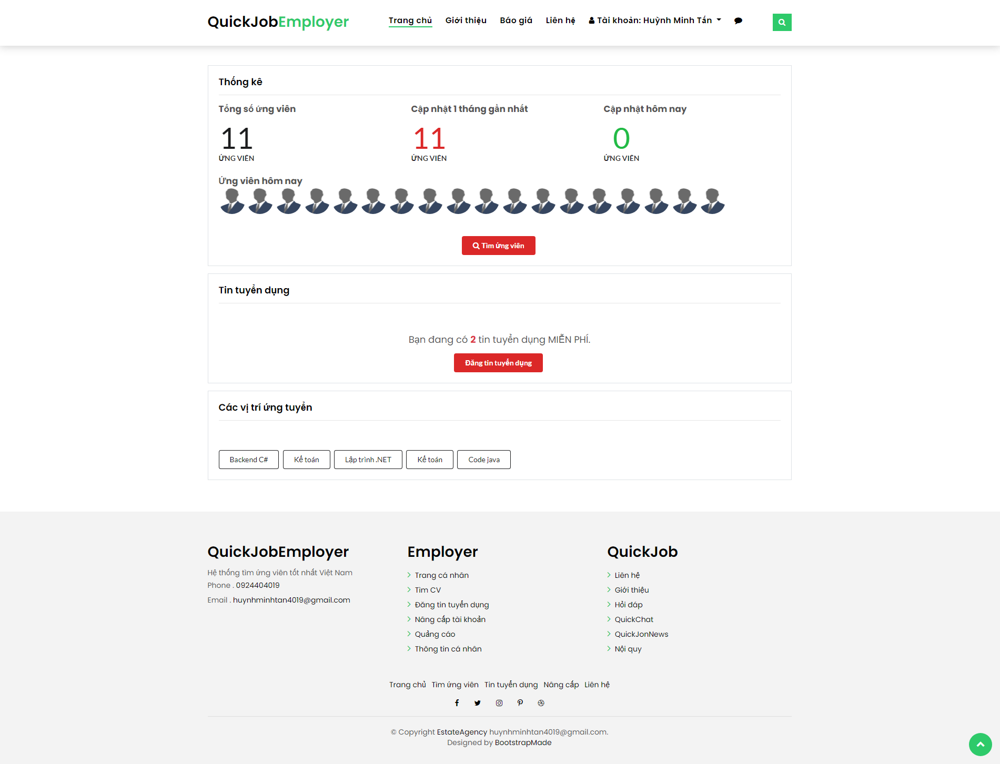 QuickJobEmployer
Trang chủ Giới thiệu Báo giá Liên hệ Tài khoản: Huỳnh Minh Tấn
Thống kê
Tổng số ứng viên Cập nhật 1 tháng gần nhất Cập nhật hôm nay
11 11 0
ỨNG VIÊN ỨNG VIÊN ỨNG VIÊN
Ứng viên hôm nay
Tìm ứng viên
Tin tuyển dụng
Bạn đang có 2 tin tuyển dụng MIỄN PHÍ.
Đăng tin tuyển dụng
Các vị trí ứng tuyển
Backend C# Kế toán Lập trình .NET Kế toán Code java
QuickJobEmployer
Hệ thống tìm ứng viên tốt nhất Việt Nam
Phone . 0924404019
Email . huynhminhtan4019@gmail.com
Employer
Trang cá nhân
Tìm CV
Đăng tin tuyển dụng
Nâng cấp tài khoản
Quảng cáo
Thông tin cá nhân
QuickJob
Liên hệ
Giới thiệu
Hỏi đáp
QuickChat
QuickJonNews
Nội quy
Trang chủ Tìm ứng viên Tin tuyển dụng Nâng cấp Liên hệ
© Copyright EstateAgency huynhminhtan4019@gmail.com.
Designed by BootstrapMade